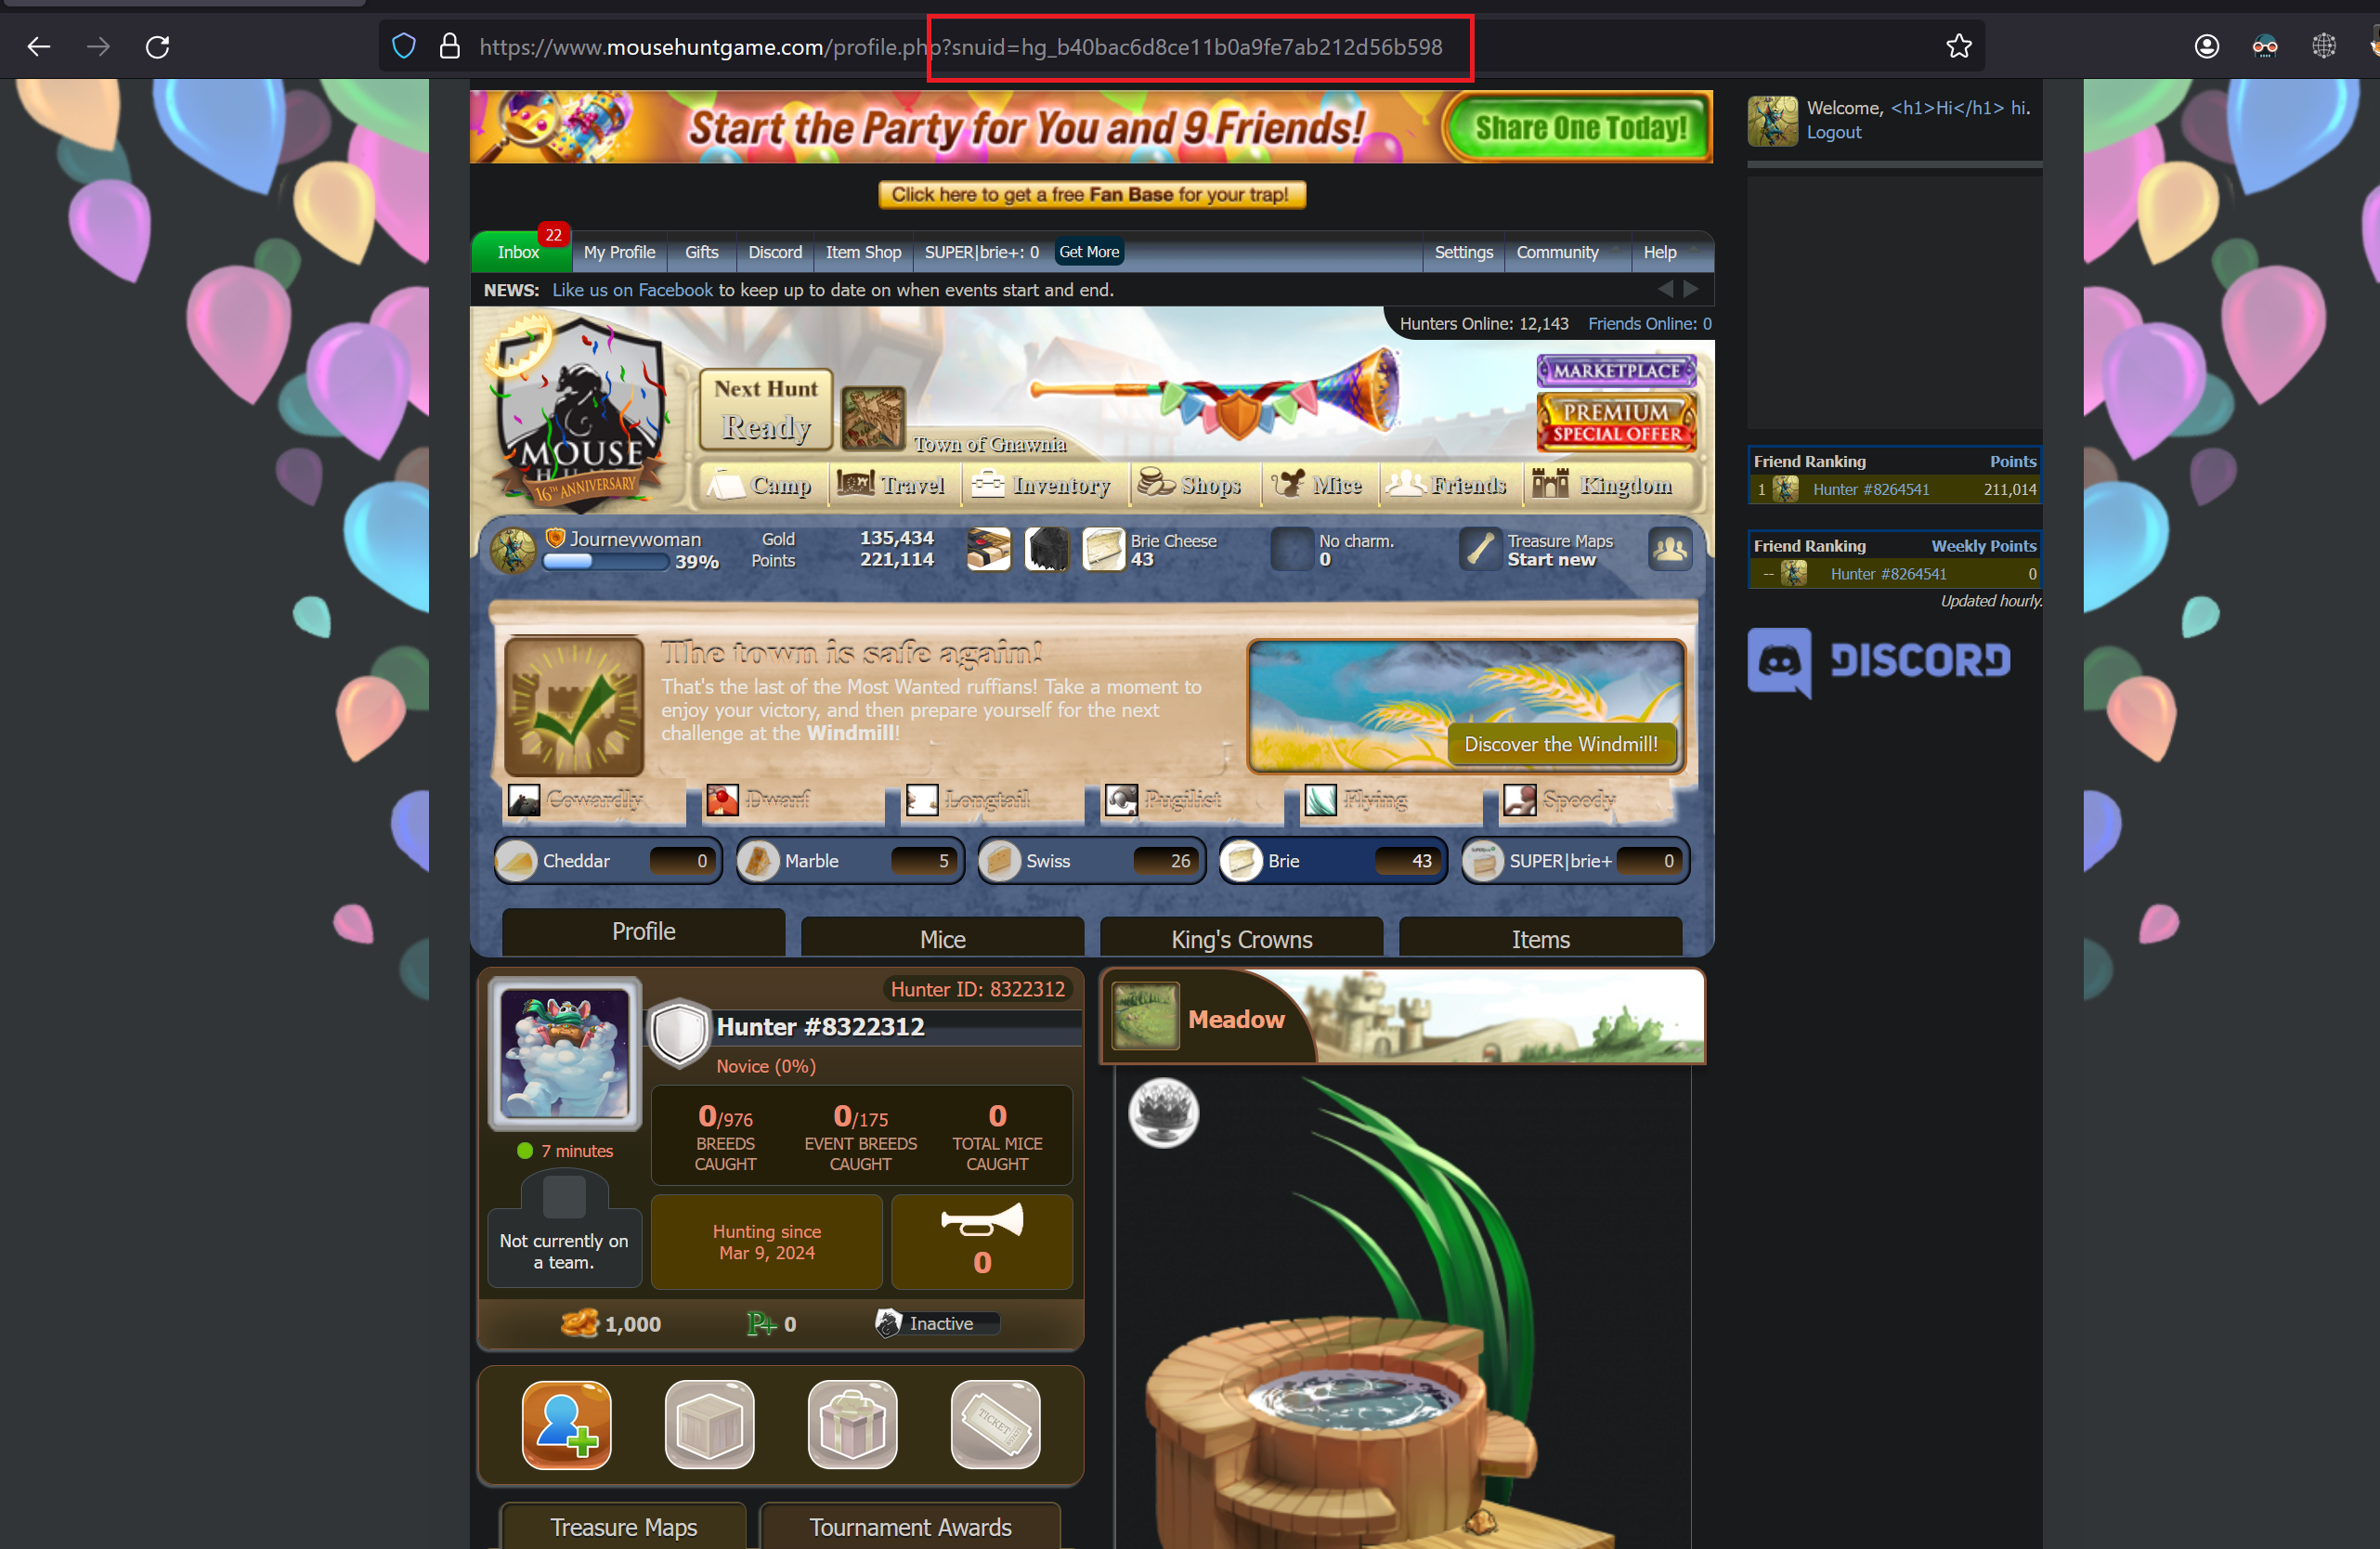 https://www.mousehuntgame.com/profile.php?snuid=hg_b40bac6d8ce11b0a9fe7ab212d56b598
Start the Party for You and 9 Friends!
Share One Today!
Welcome, <h1>Hi</h1> hi.
Logout
Click here to get a free Fan Base for your trap!
22
Inbox
My Profile
Gifts
Discord
Item Shop
SUPER|brie+: 0
Get More
Settings
Community
Help
NEWS: Like us on Facebook to keep up to date on when events start and end.
Hunters Online: 12,143
Friends Online: 0
MOUSE
HUNT
16TH ANNIVERSARY
Next Hunt
Ready
Town of Gnawnia
MARKETPLACE
PREMIUM
SPECIAL OFFER
Camp
Travel
Inventory
Shops
Mice
Friends
Kingdom
Friend Ranking Points
1 Hunter #8264541 211,014
Friend Ranking Weekly Points
-- Hunter #8264541 0
Updated hourly.
DISCORD
Journeywoman
39%
Gold 135,434
Points 221,114
Brie Cheese
43
No charm.
0
Treasure Maps
Start new
The town is safe again!
That's the last of the Most Wanted ruffians! Take a moment to
enjoy your victory, and then prepare yourself for the next
challenge at the Windmill!
Discover the Windmill!
Cowardly
Dwarf
Longtail
Pugilist
Flying
Speedy
Cheddar 0
Marble 5
Swiss 26
Brie 43
SUPER|brie+ 0
Profile
Mice
King's Crowns
Items
Hunter ID: 8322312
Hunter #8322312
Novice (0%)
0/976
BREEDS
CAUGHT
0/175
EVENT BREEDS
CAUGHT
0
TOTAL MICE
CAUGHT
7 minutes
Not currently on
a team.
Hunting since
Mar 9, 2024
0
1,000
P+ 0
Inactive
Meadow
TICKET
Treasure Maps
Tournament Awards